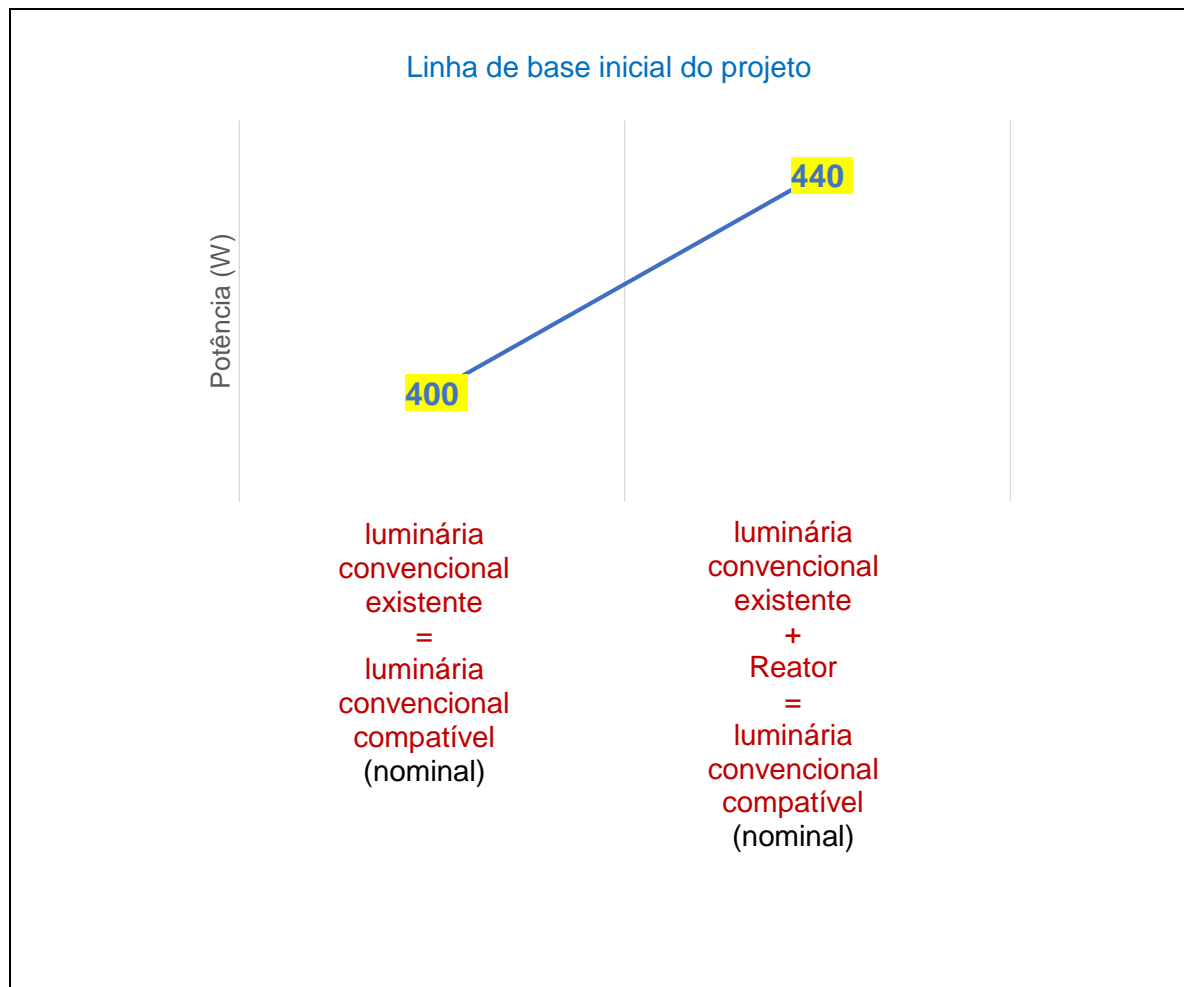 Linha de base inicial do projeto
440
Potência (W)
400
luminária
convencional
existente
=
luminária
convencional
compatível
(nominal)
luminária
convencional
existente
+
Reator
=
luminária
convencional
compatível
(nominal)